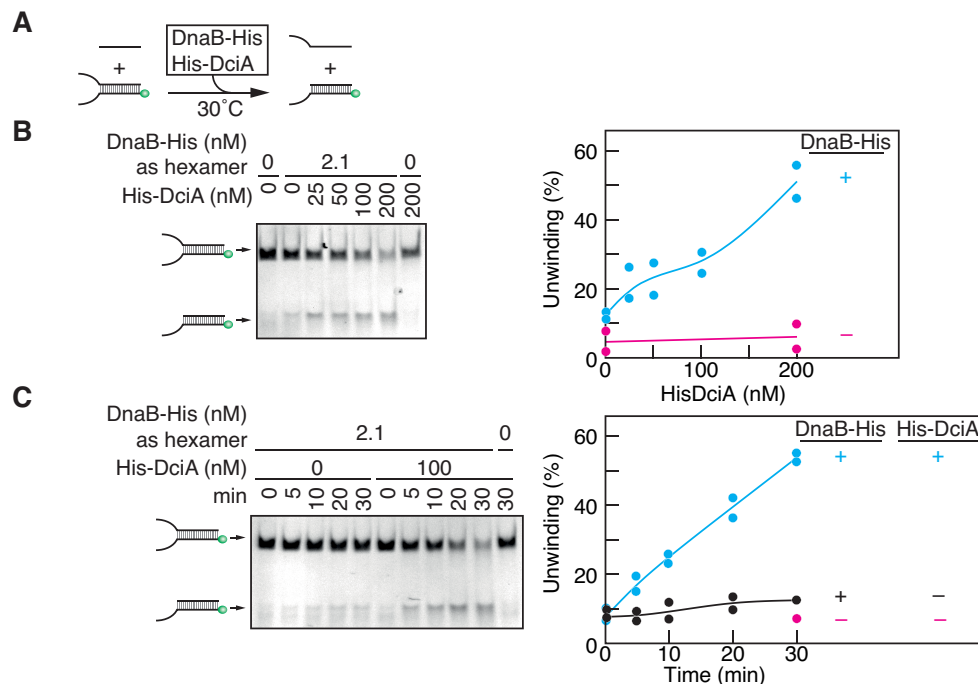 A
DnaB-His
His-DciA
+
+
30˚C
B
DnaB-His (nM)
as hexamer
0
2.1
0
His-DciA (nM)
0
0
25
50
100
200
200
Unwinding (%)
60
40
20
0
0
100
200
HisDciA (nM)
DnaB-His
+
−
C
DnaB-His (nM)
as hexamer
2.1
0
His-DciA (nM)
0
100
min
0
5
10
20
30
0
5
10
20
30
30
Unwinding (%)
60
40
20
0
0
10
20
30
Time (min)
DnaB-His His-DciA
+ +
+ −
− −